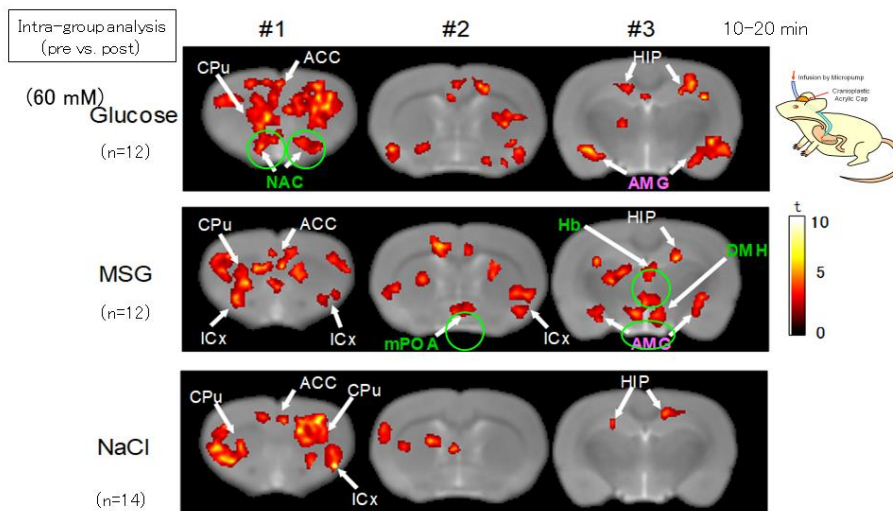 Intra-group analysis
(pre vs. post)
#1
#2
#3
10-20 min
(60 mM)
Glucose
(n=12)
CPu
ACC
NAC
HIP
AMG
Infusion by Micropump
Cranioplastic
Acrylic Cap
MSG
(n=12)
CPu
ACC
ICx
ICx
mPOA
ICx
Hb
HIP
DMH
AMG
t
10
5
0
NaCl
(n=14)
CPu
ACC
CPu
ICx
HIP